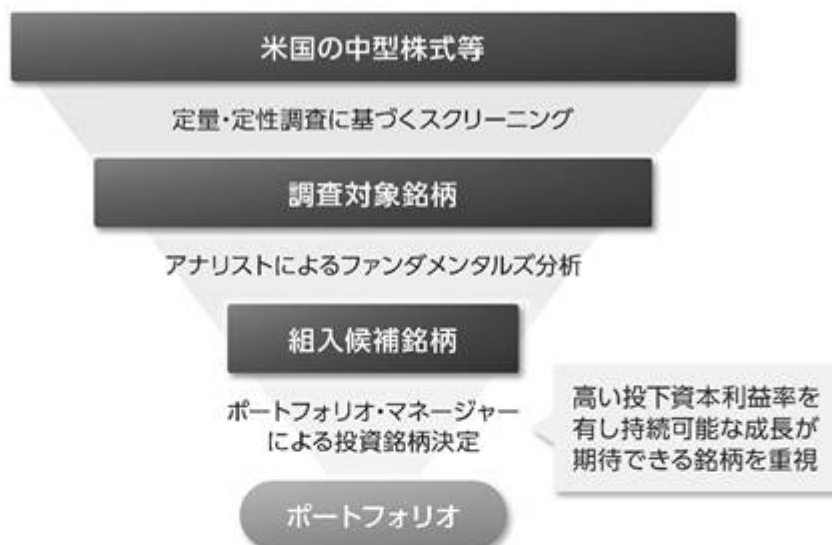 米国の中型株式等
定量・定性調査に基づくスクリーニング
調査対象銘柄
アナリストによるファンダメンタルズ分析
組入候補銘柄
ポートフォリオ・マネージャー
による投資銘柄決定
高い投下資本利益率を
有し持続可能な成長が
期待できる銘柄を重視
ポートフォリオ